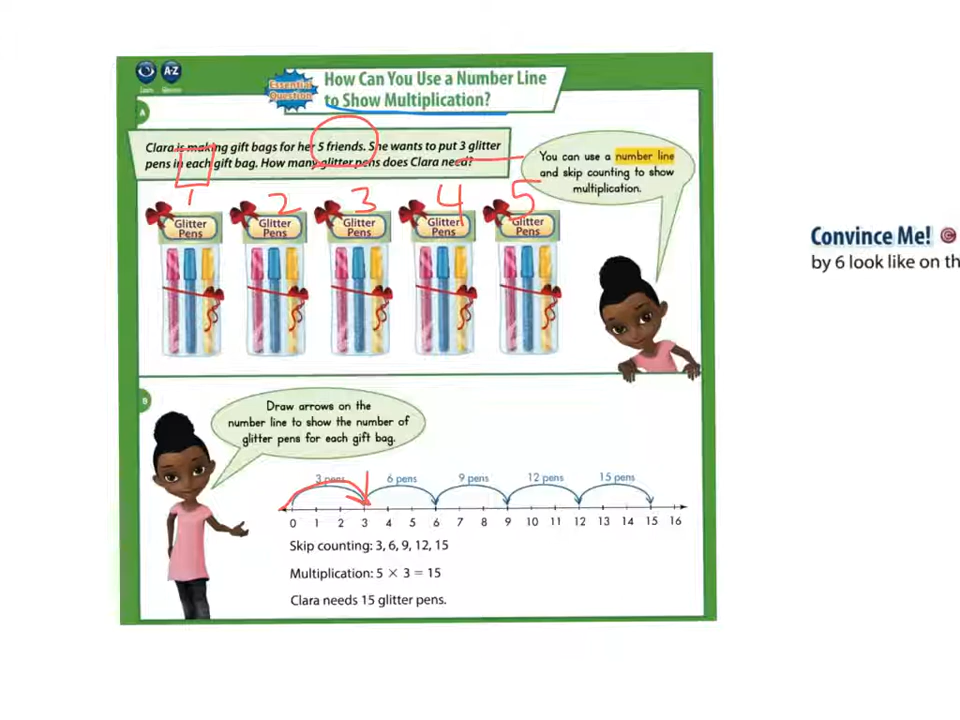 A-Z
Essential
Question
How Can You Use a Number Line
to Show Multiplication?
A
Clara is making gift bags for her 5 friends. She wants to put 3 glitter
pens in each gift bag. How many glitter pens does Clara need?
You can use a number line
and skip counting to show
multiplication.
1 2 3 4 5
Glitter Pens
Glitter Pens
Glitter Pens
Glitter Pens
Glitter Pens
Convince Me!
by 6 look like on th
B
Draw arrows on the
number line to show the number of
glitter pens for each gift bag.
3 pens 6 pens 9 pens 12 pens 15 pens
0 1 2 3 4 5 6 7 8 9 10 11 12 13 14 15 16
Skip counting: 3, 6, 9, 12, 15
Multiplication: 5 × 3 = 15
Clara needs 15 glitter pens.